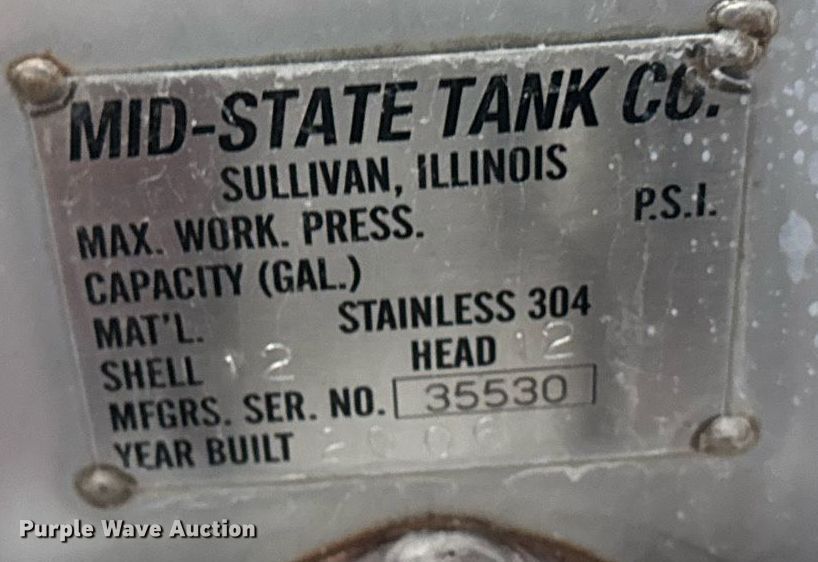 MID-STATE TANK CO.
SULLIVAN, ILLINOIS
MAX. WORK. PRESS. P.S.I.
CAPACITY (GAL.)
MAT'L. STAINLESS 304
SHELL 12 HEAD 12
MFGRS. SER. NO. 35530
YEAR BUILT 2006
Purple Wave Auction